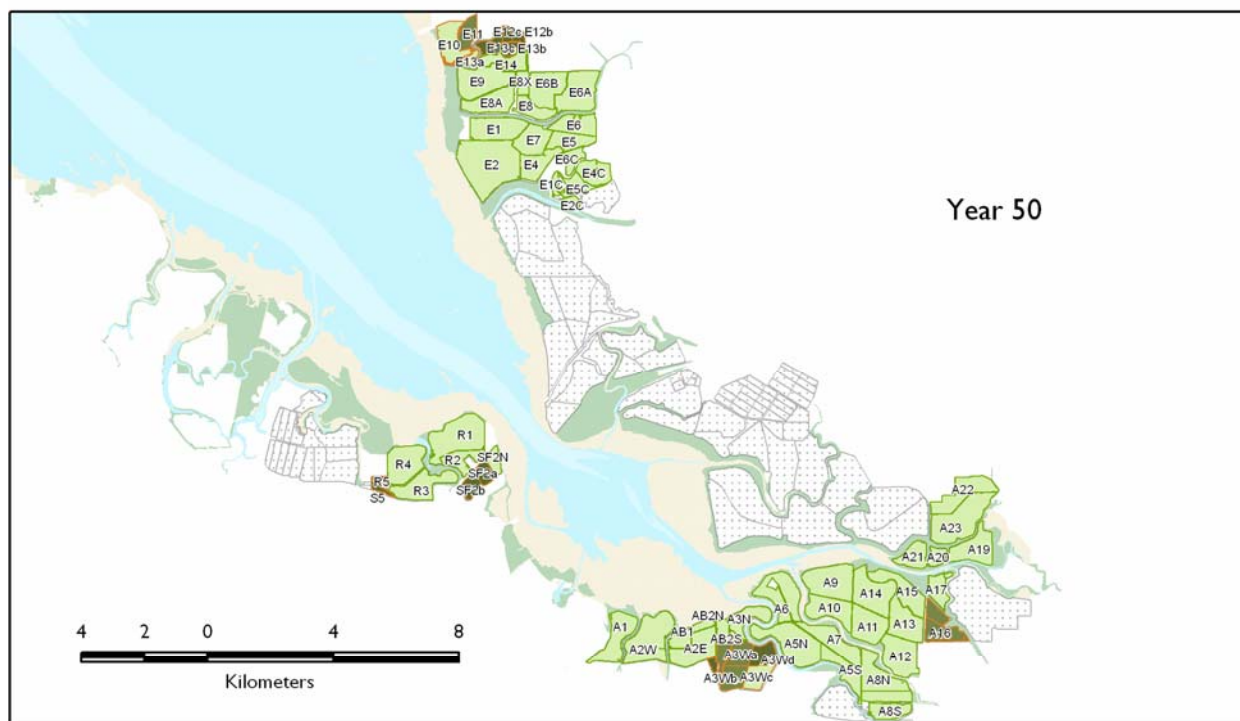 E10
E11
E12c E12b
E13c E13b
E13a
E14
E9
E8X
E6B
E6A
E8A
E8
E1
E6
E7
E5
E2
E4
E6C
E4C
E1C
E5C
E2C
Year 50
R1
R4
R2
SF2N
SF2a
R5
R3
SF2b
S5
A22
A23
A21
A20
A19
A9
A14
A15
A17
A6
A10
A11
A13
A16
A1
AB2N
A3N
AB1
AB2S
A2W
A2E
A5N
A7
A12
A3Wa
A3Wd
A3Wb
A3Wc
A5S
A8N
A8S
4 2 0 4 8
Kilometers